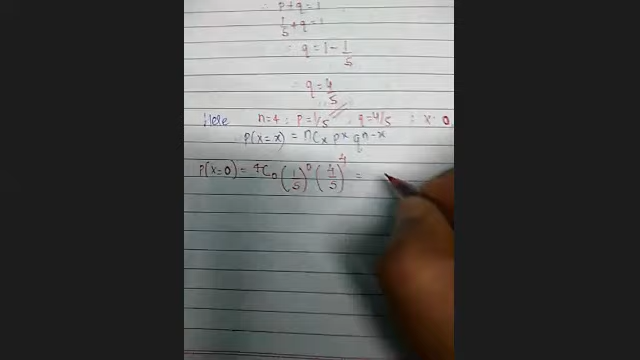 ∴ p+q=1
1/5+q=1
∴ q=1-1/5
∴ q=4/5
Here n=4 : p=1/5 : q=4/5 : x=0
p(x=x) = nCx p^x q^n-x
p(x=0) = 4C0 (1/5)^0 (4/5)^4 =